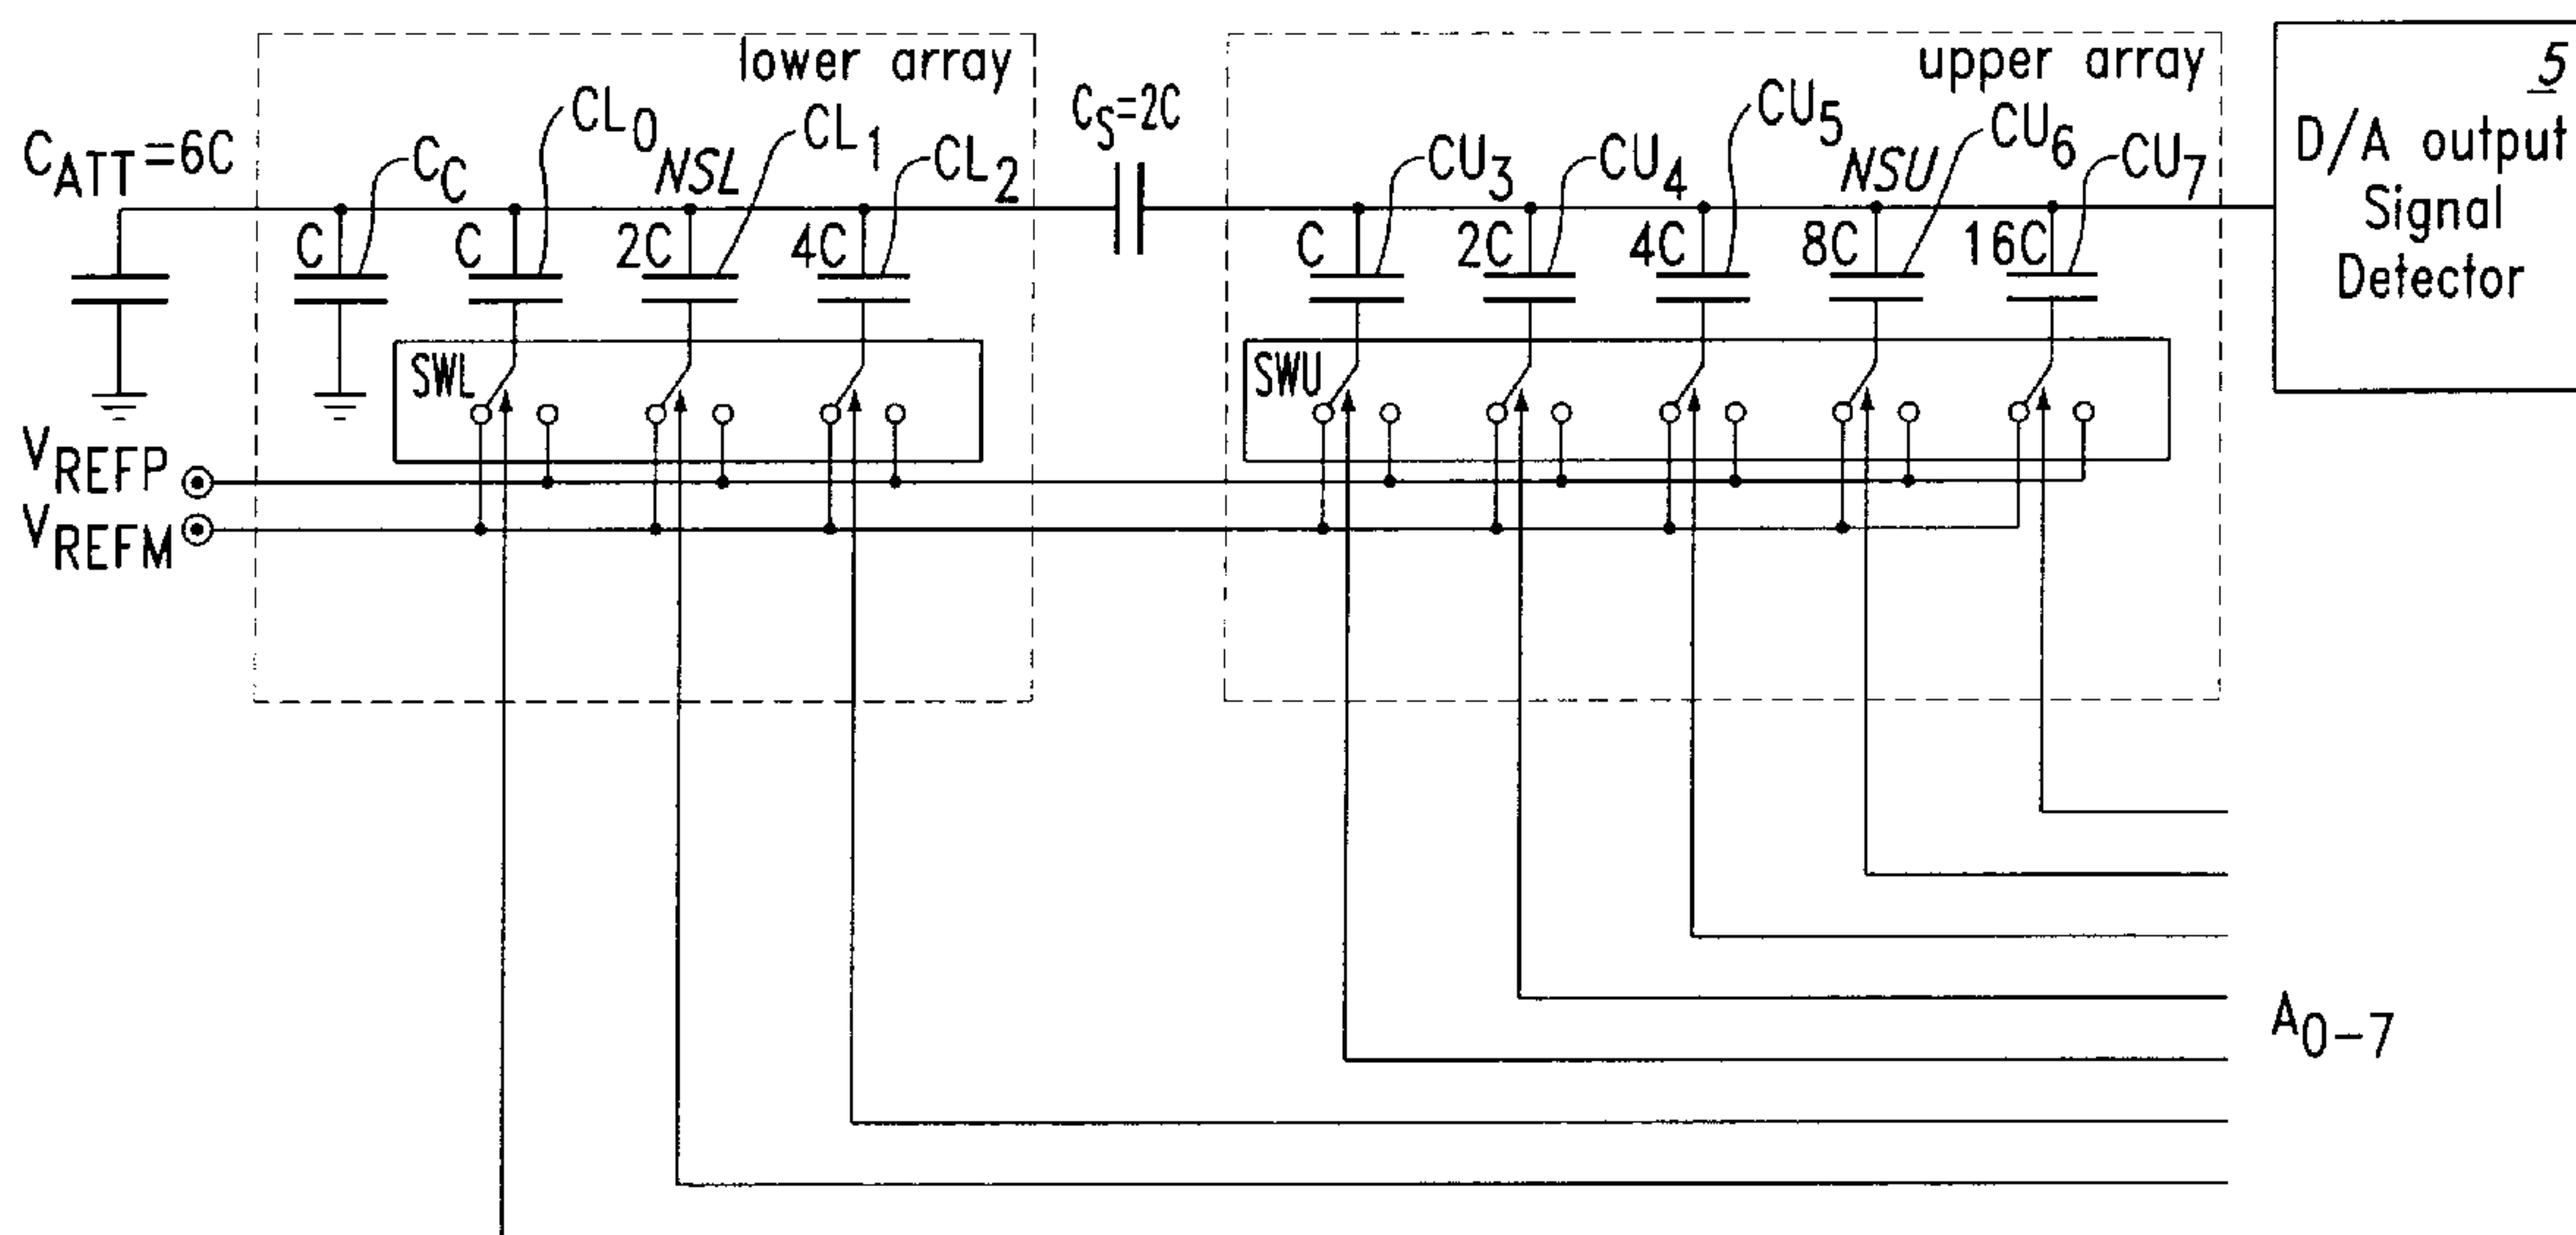 lower array
upper array
5
D/A output
Signal
Detector
C_ATT=6C
C_C
CL_0
NSL
CL_1
CL_2
C_S=2C
CU_3
CU_4
CU_5
NSU
CU_6
CU_7
C
C
2C
4C
C
2C
4C
8C
16C
SWL
SWU
V_REFP
V_REFM
A_0-7